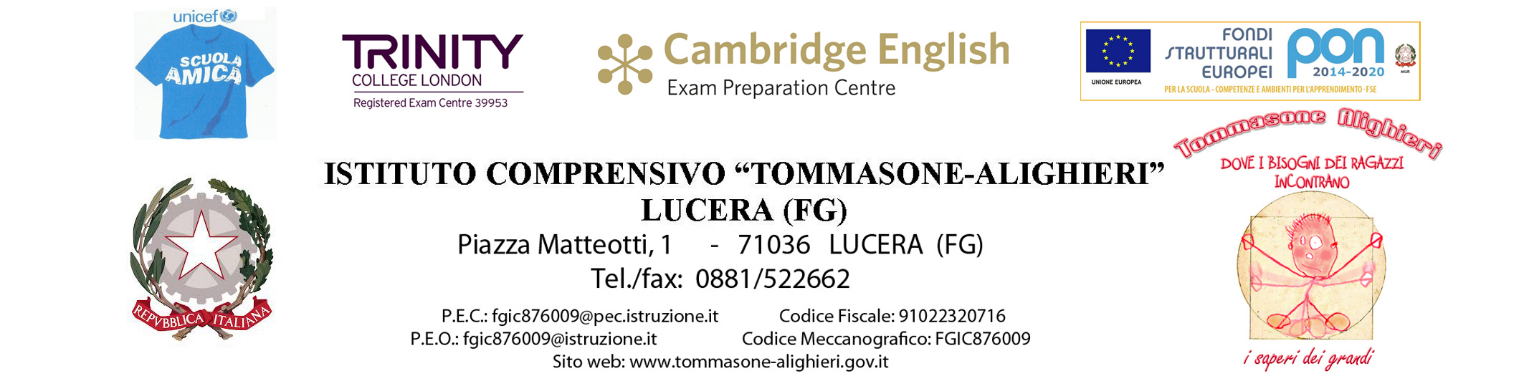 unicef
SCUOLA
AMICA
TRINITY
COLLEGE LONDON
Registered Exam Centre 39953
Cambridge English
Exam Preparation Centre
UNIONE EUROPEA
FONDI
STRUTTURALI
EUROPEI
pon
2014-2020
MIUR
PER LA SCUOLA - COMPETENZE E AMBIENTI PER L'APPRENDIMENTO -FSE
Tommasone Alighieri
DOVE I BISOGNI DEI RAGAZZI
INCONTRANO
i saperi dei grandi
REPVBBLICA ITALIANA
ISTITUTO COMPRENSIVO “TOMMASONE-ALIGHIERI”
LUCERA (FG)
Piazza Matteotti, 1 - 71036 LUCERA (FG)
Tel./fax: 0881/522662
P.E.C.: fgic876009@pec.istruzione.it Codice Fiscale: 91022320716
P.E.O.: fgic876009@istruzione.it Codice Meccanografico: FGIC876009
Sito web: www.tommasone-alighieri.gov.it